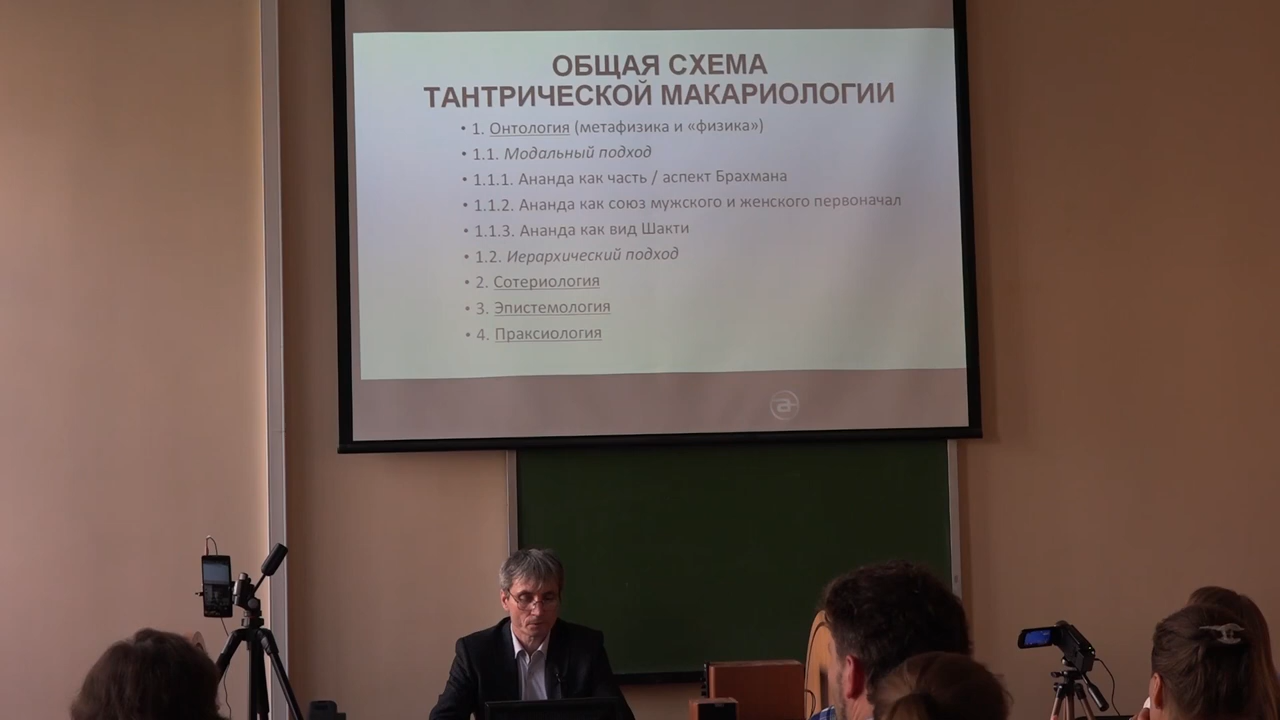 ОБЩАЯ СХЕМА
ТАНТРИЧЕСКОЙ МАКАРИОЛОГИИ
• 1. Онтология (метафизика и «физика»)
• 1.1. Модальный подход
• 1.1.1. Ананда как часть / аспект Брахмана
• 1.1.2. Ананда как союз мужского и женского первоначал
• 1.1.3. Ананда как вид Шакти
• 1.2. Иерархический подход
• 2. Сотериология
• 3. Эпистемология
• 4. Праксиология